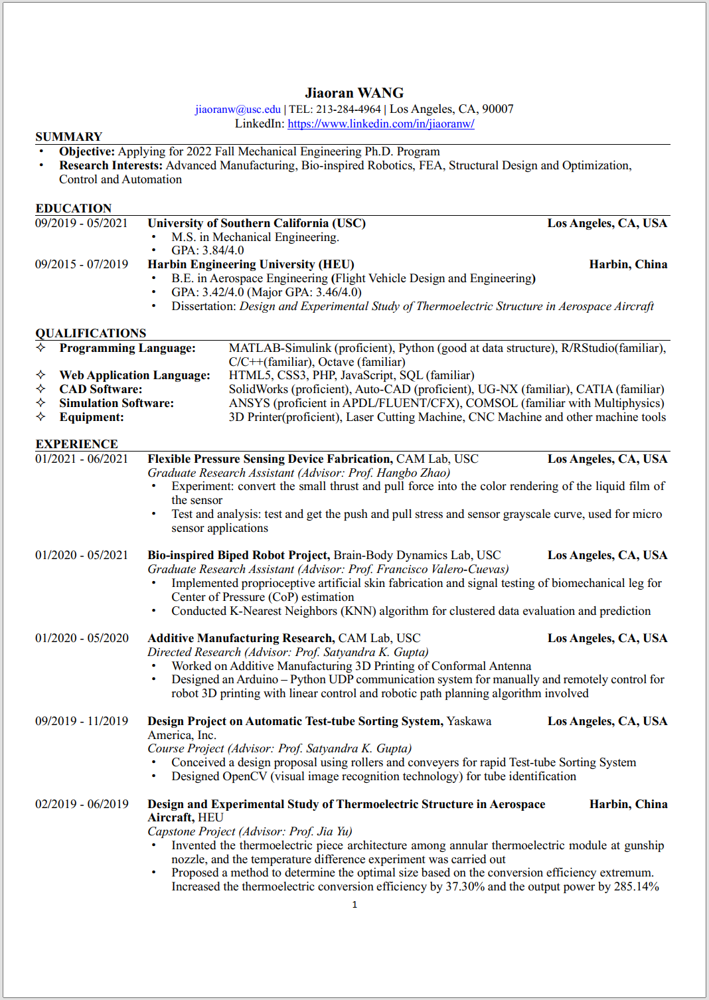 Jiaoran WANG
jiaoranw@usc.edu | TEL: 213-284-4964 | Los Angeles, CA, 90007
LinkedIn: https://www.linkedin.com/in/jiaoranw/
SUMMARY
• Objective: Applying for 2022 Fall Mechanical Engineering Ph.D. Program
• Research Interests: Advanced Manufacturing, Bio-inspired Robotics, FEA, Structural Design and Optimization,
Control and Automation
EDUCATION
09/2019 - 05/2021 University of Southern California (USC) Los Angeles, CA, USA
• M.S. in Mechanical Engineering.
• GPA: 3.84/4.0
09/2015 - 07/2019 Harbin Engineering University (HEU) Harbin, China
• B.E. in Aerospace Engineering (Flight Vehicle Design and Engineering)
• GPA: 3.42/4.0 (Major GPA: 3.46/4.0)
• Dissertation: Design and Experimental Study of Thermoelectric Structure in Aerospace Aircraft
QUALIFICATIONS
✧ Programming Language: MATLAB-Simulink (proficient), Python (good at data structure), R/RStudio(familiar),
C/C++(familiar), Octave (familiar)
✧ Web Application Language: HTML5, CSS3, PHP, JavaScript, SQL (familiar)
✧ CAD Software: SolidWorks (proficient), Auto-CAD (proficient), UG-NX (familiar), CATIA (familiar)
✧ Simulation Software: ANSYS (proficient in APDL/FLUENT/CFX), COMSOL (familiar with Multiphysics)
✧ Equipment: 3D Printer(proficient), Laser Cutting Machine, CNC Machine and other machine tools
EXPERIENCE
01/2021 - 06/2021 Flexible Pressure Sensing Device Fabrication, CAM Lab, USC Los Angeles, CA, USA
Graduate Research Assistant (Advisor: Prof. Hangbo Zhao)
• Experiment: convert the small thrust and pull force into the color rendering of the liquid film of
the sensor
• Test and analysis: test and get the push and pull stress and sensor grayscale curve, used for micro
sensor applications
01/2020 - 05/2021 Bio-inspired Biped Robot Project, Brain-Body Dynamics Lab, USC Los Angeles, CA, USA
Graduate Research Assistant (Advisor: Prof. Francisco Valero-Cuevas)
• Implemented proprioceptive artificial skin fabrication and signal testing of biomechanical leg for
Center of Pressure (CoP) estimation
• Conducted K-Nearest Neighbors (KNN) algorithm for clustered data evaluation and prediction
01/2020 - 05/2020 Additive Manufacturing Research, CAM Lab, USC Los Angeles, CA, USA
Directed Research (Advisor: Prof. Satyandra K. Gupta)
• Worked on Additive Manufacturing 3D Printing of Conformal Antenna
• Designed an Arduino – Python UDP communication system for manually and remotely control for
robot 3D printing with linear control and robotic path planning algorithm involved
09/2019 - 11/2019 Design Project on Automatic Test-tube Sorting System, Yaskawa Los Angeles, CA, USA
America, Inc.
Course Project (Advisor: Prof. Satyandra K. Gupta)
• Conceived a design proposal using rollers and conveyers for rapid Test-tube Sorting System
• Designed OpenCV (visual image recognition technology) for tube identification
02/2019 - 06/2019 Design and Experimental Study of Thermoelectric Structure in Aerospace Harbin, China
Aircraft, HEU
Capstone Project (Advisor: Prof. Jia Yu)
• Invented the thermoelectric piece architecture among annular thermoelectric module at gunship
nozzle, and the temperature difference experiment was carried out
• Proposed a method to determine the optimal size based on the conversion efficiency extremum.
Increased the thermoelectric conversion efficiency by 37.30% and the output power by 285.14%
1